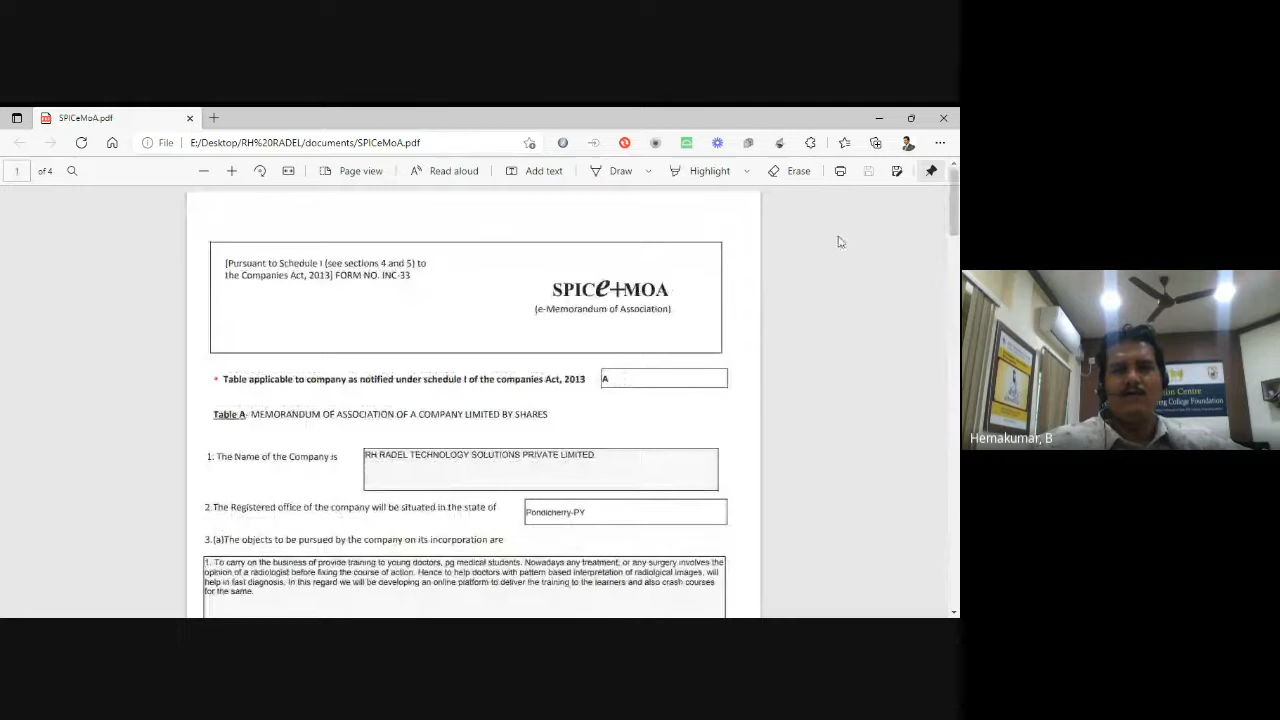 SPICeMoA.pdf
File E:/Desktop/RH%20RADEL/documents/SPICeMoA.pdf
1 of 4 Page view Read aloud Add text Draw Highlight Erase
[Pursuant to Schedule I (see sections 4 and 5) to
the Companies Act, 2013] FORM NO. INC-33
SPICe+MOA
(e-Memorandum of Association)
* Table applicable to company as notified under schedule I of the companies Act, 2013 A
Table A- MEMORANDUM OF ASSOCIATION OF A COMPANY LIMITED BY SHARES
1. The Name of the Company is RH RADEL TECHNOLOGY SOLUTIONS PRIVATE LIMITED
2.The Registered office of the company will be situated in the state of Pondicherry-PY
3.(a)The objects to be pursued by the company on its incorporation are
1. To carry on the business of provide training to young doctors, pg medical students. Nowadays any treatment, or any surgery involves the
opinion of a radiologist before fixing the course of action. Hence to help doctors with pattern based interpretation of radiolgical images, will
help in fast diagnosis. In this regard we will be developing an online platform to deliver the training to the learners and also crash courses
for the same.
Centre
College Foundation
Hemakumar, B